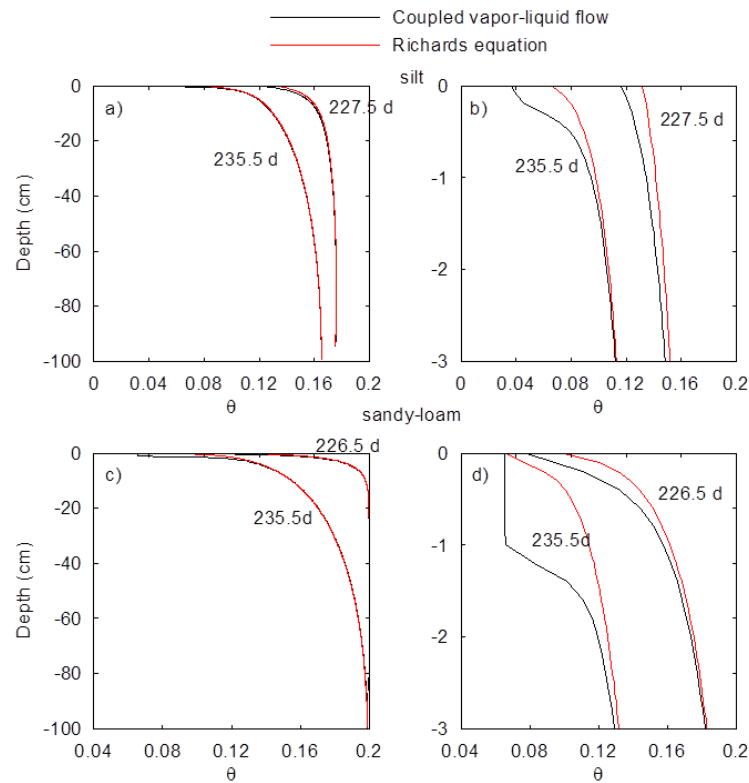 Coupled vapor-liquid flow
Richards equation
silt
a)
227.5 d
235.5 d
0
-20
-40
-60
-80
-100
Depth (cm)
0 0.04 0.08 0.12 0.16 0.2
θ
b)
227.5 d
235.5 d
0
-1
-2
-3
0 0.04 0.08 0.12 0.16 0.2
θ
sandy-loam
c)
226.5 d
235.5d
0
-20
-40
-60
-80
-100
Depth (cm)
0.04 0.08 0.12 0.16 0.2
θ
d)
226.5 d
235.5d
0
-1
-2
-3
0.04 0.08 0.12 0.16 0.2
θ